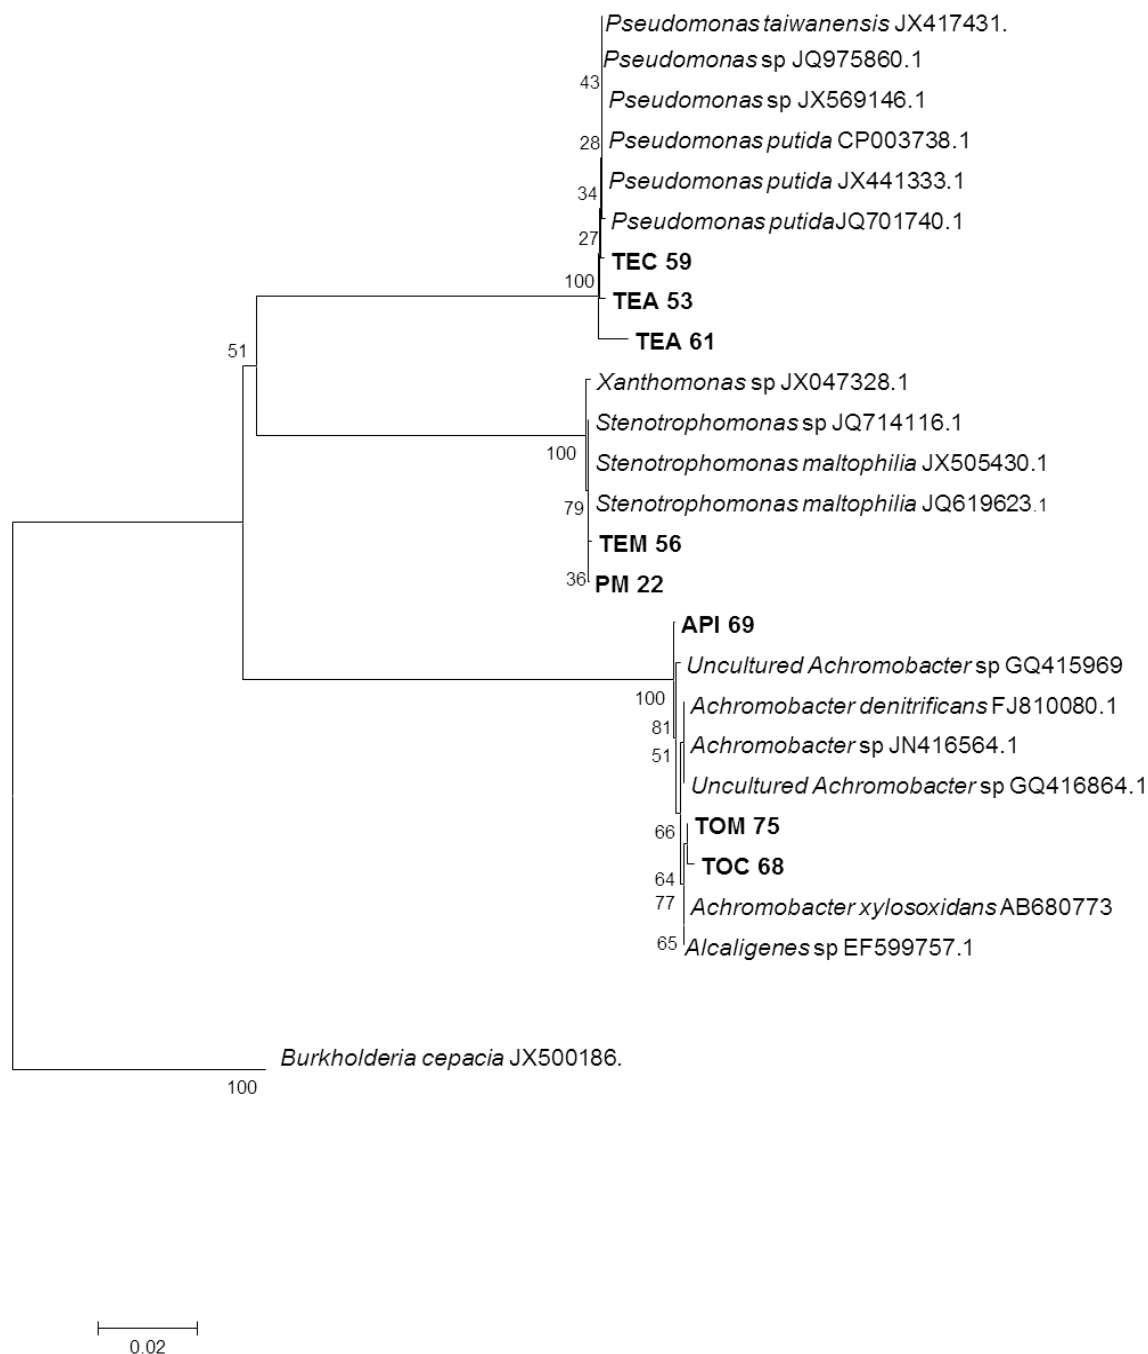 Pseudomonas taiwanensis JX417431.
Pseudomonas sp JQ975860.1
43
Pseudomonas sp JX569146.1
28
Pseudomonas putida CP003738.1
Pseudomonas putida JX441333.1
34
Pseudomonas putidaJQ701740.1
27
TEC 59
100
TEA 53
TEA 61
51
Xanthomonas sp JX047328.1
Stenotrophomonas sp JQ714116.1
100
Stenotrophomonas maltophilia JX505430.1
Stenotrophomonas maltophilia JQ619623.1
79
TEM 56
36
PM 22
API 69
Uncultured Achromobacter sp GQ415969
100
Achromobacter denitrificans FJ810080.1
81
Achromobacter sp JN416564.1
51
Uncultured Achromobacter sp GQ416864.1
TOM 75
66
TOC 68
64
77
Achromobacter xylosoxidans AB680773
65
Alcaligenes sp EF599757.1
Burkholderia cepacia JX500186.
100
0.02